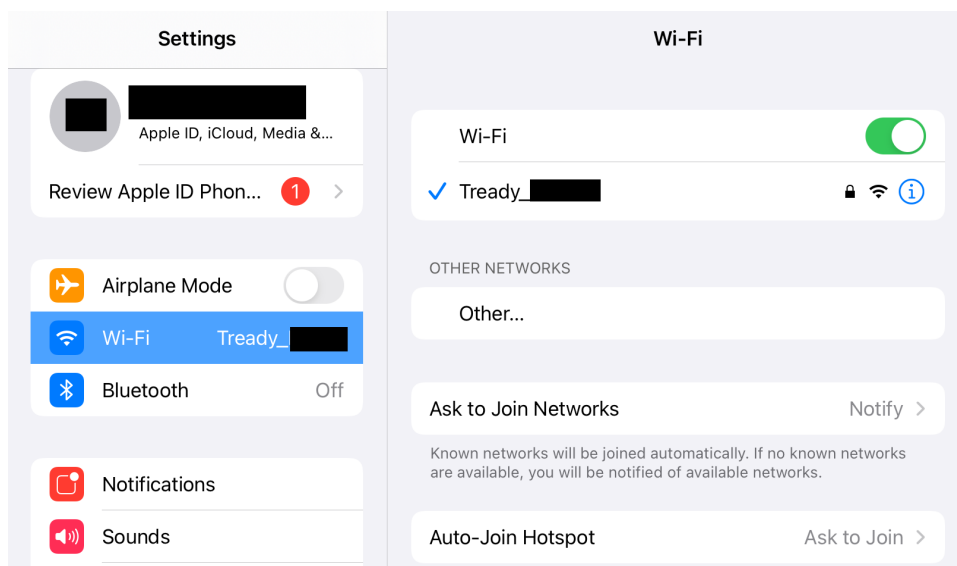 Settings
Apple ID, iCloud, Media &...
Review Apple ID Phon... 1
Airplane Mode
Wi-Fi Tready_
Bluetooth Off
Notifications
Sounds
Wi-Fi
Wi-Fi
Tready_
OTHER NETWORKS
Other...
Ask to Join Networks Notify
Known networks will be joined automatically. If no known networks
are available, you will be notified of available networks.
Auto-Join Hotspot Ask to Join